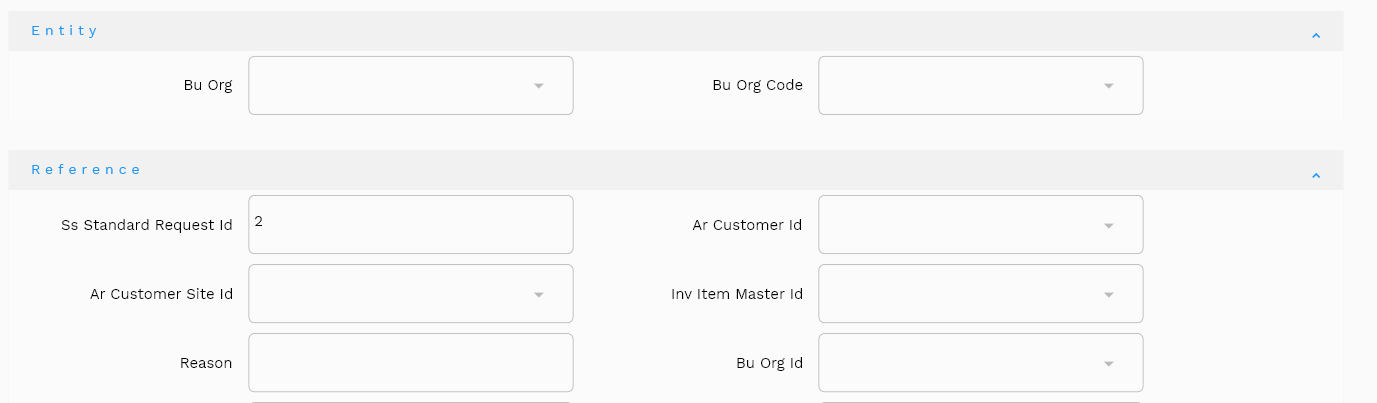 Entity
Bu Org
Bu Org Code
Reference
Ss Standard Request Id 2
Ar Customer Id
Ar Customer Site Id
Inv Item Master Id
Reason
Bu Org Id